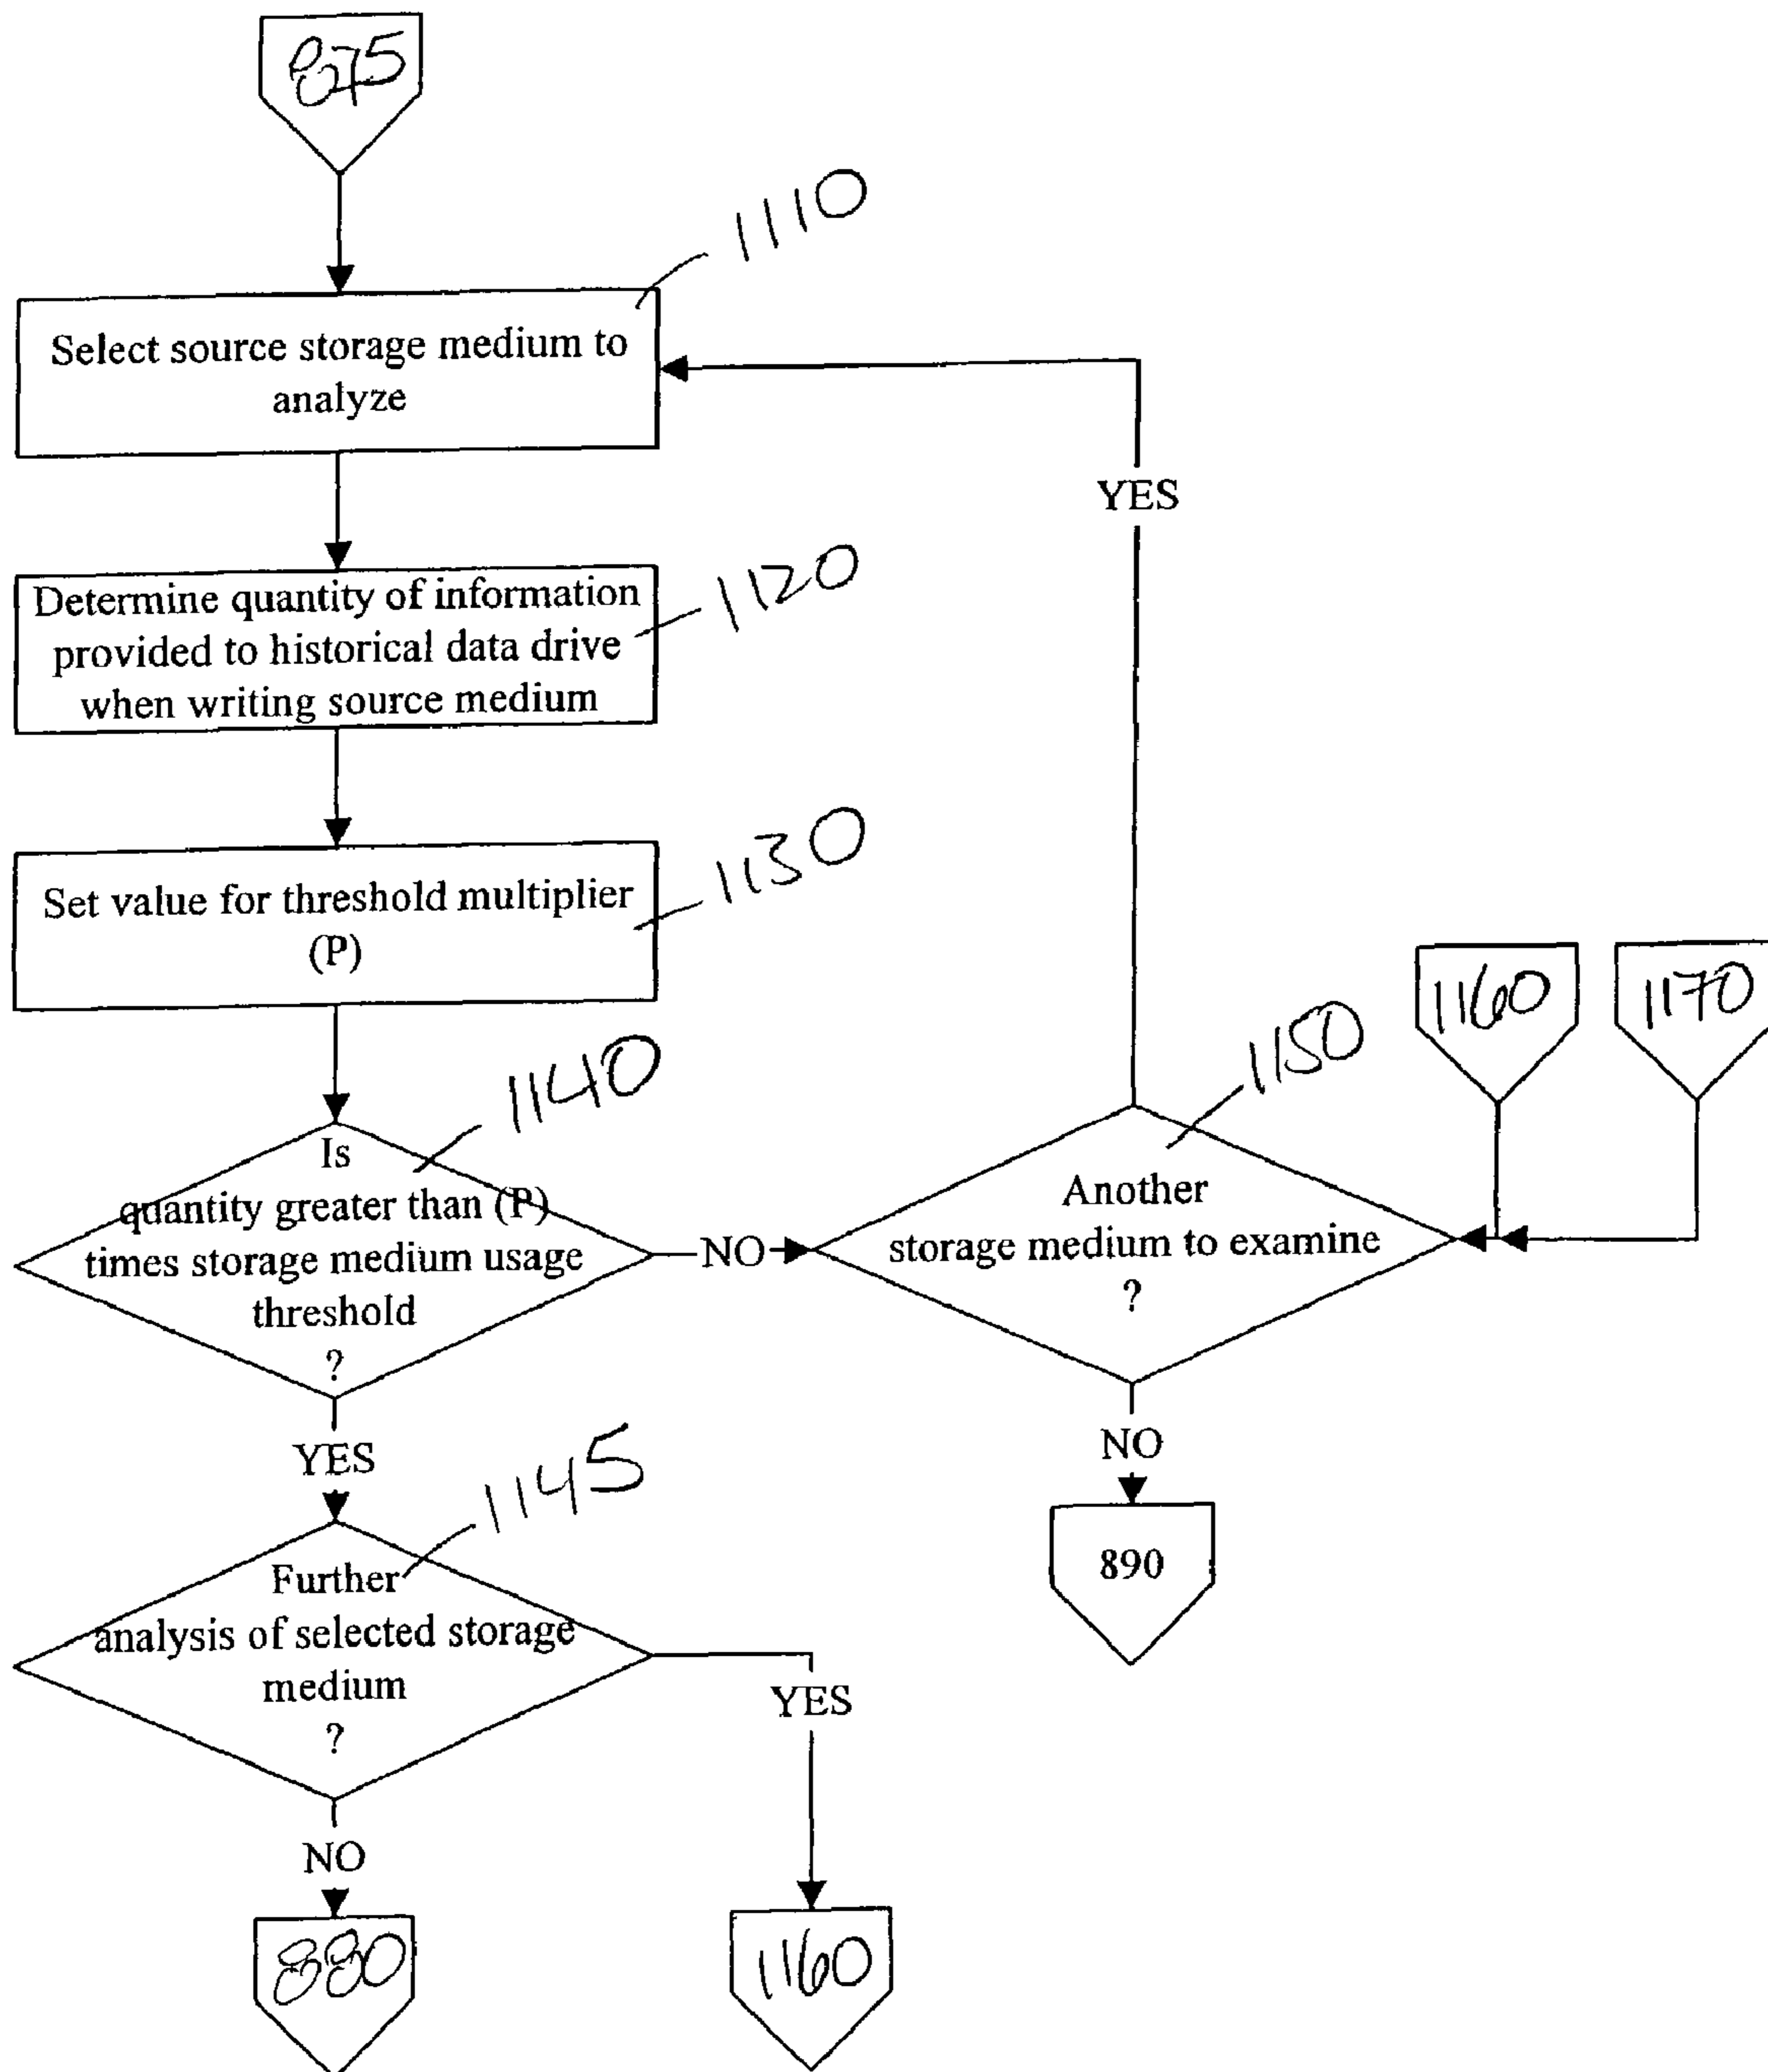 875
1110
Select source storage medium to
analyze
YES
Determine quantity of information
provided to historical data drive
when writing source medium
1120
Set value for threshold multiplier
(P)
1130
1160
1170
1140
1150
Is
quantity greater than (P)
times storage medium usage
threshold
?
NO
Another
storage medium to examine
?
YES
NO
1145
890
Further
analysis of selected storage
medium
?
YES
NO
880
1160